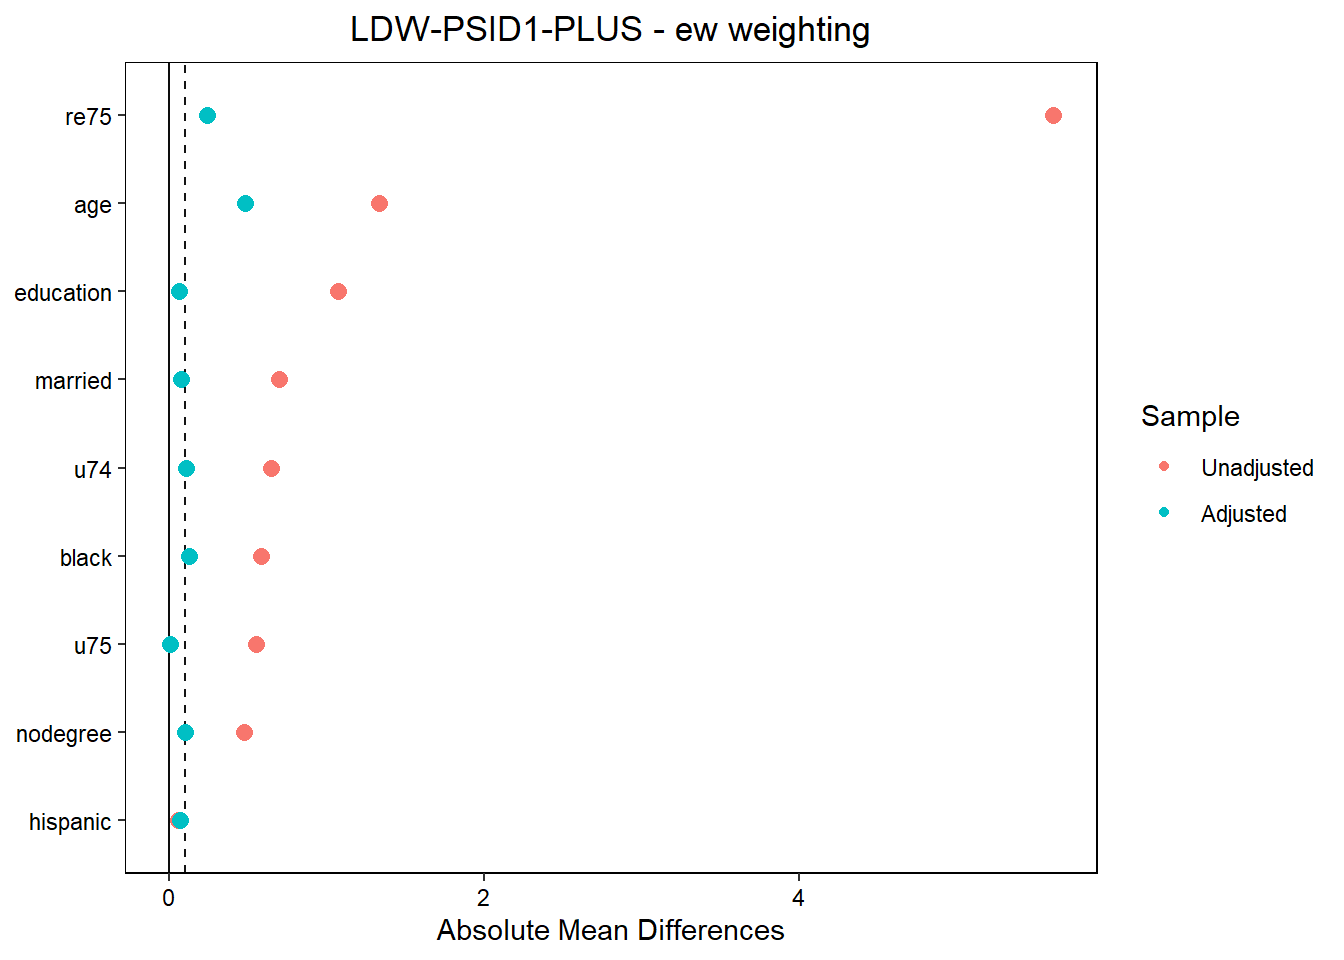 LDW-PSID1-PLUS - ew weighting
re75
age
education
married
u74
black
u75
nodegree
hispanic
0 2 4
Absolute Mean Differences
Sample
Unadjusted
Adjusted